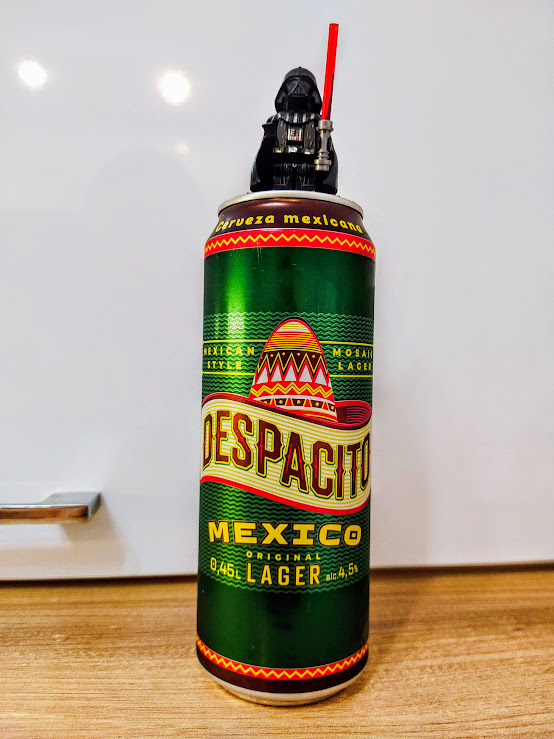 Cerveza mexicana
MEXICAN STYLE
MOSAIC LAGER
DESPACITO
MEXICO
ORIGINAL
0,45L LAGER alc.4,5%